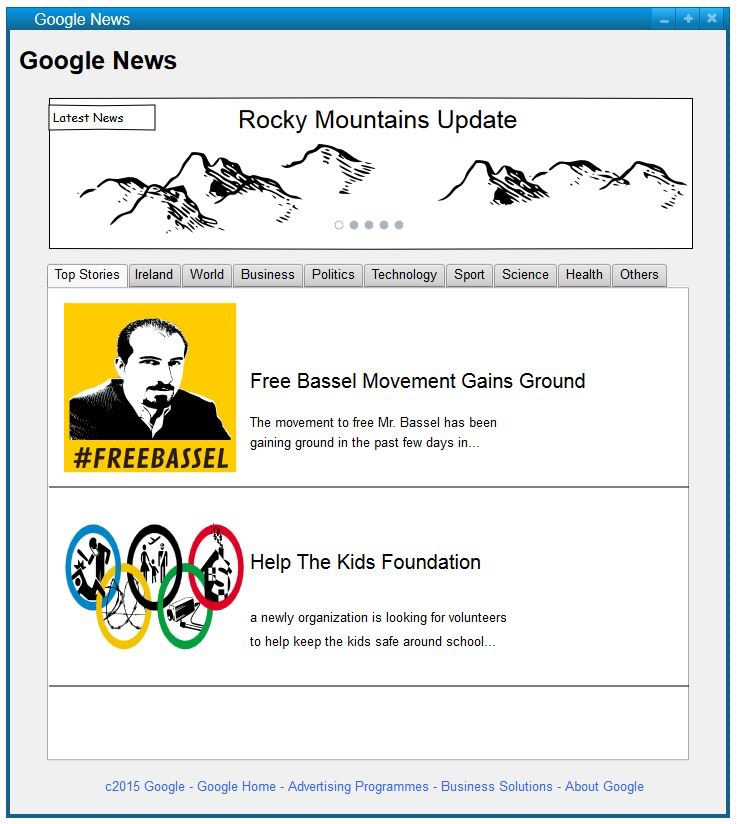 Google News
Google News
Latest News
Rocky Mountains Update
Top Stories Ireland World Business Politics Technology Sport Science Health Others
#FREEBASSEL
Free Bassel Movement Gains Ground
The movement to free Mr. Bassel has been
gaining ground in the past few days in...
Help The Kids Foundation
a newly organization is looking for volunteers
to help keep the kids safe around school...
c2015 Google - Google Home - Advertising Programmes - Business Solutions - About Google